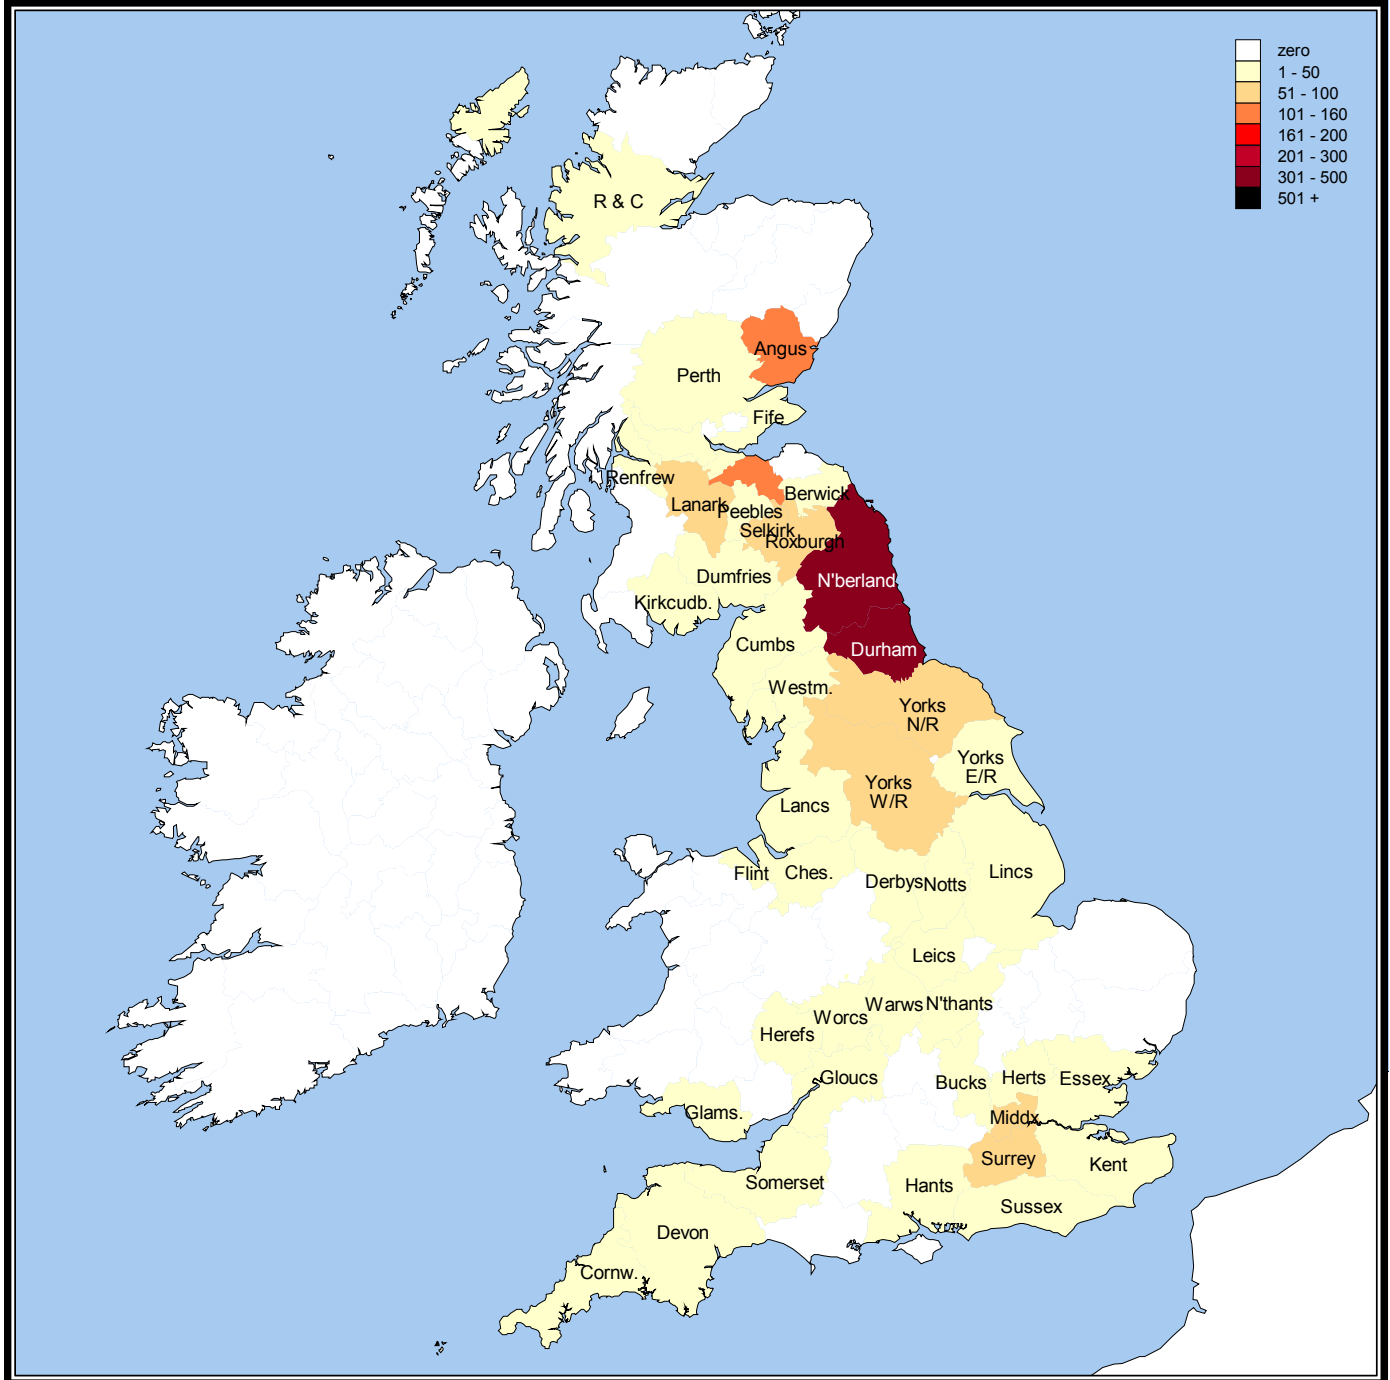 zero
1 - 50
51 - 100
101 - 160
161 - 200
201 - 300
301 - 500
501 +
R & C
Angus
Perth
Fife
Renfrew
Lanark
Peebles
Berwick
Selkirk
Roxburgh
Dumfries
N'berland
Kirkcudb.
Cumbs
Durham
Westm.
Yorks
N/R
Yorks
E/R
Yorks
W/R
Lancs
Flint
Ches.
Derbys
Notts
Lincs
Leics
Warws
N'thants
Worcs
Herefs
Gloucs
Bucks
Herts
Essex
Glams.
Middx
Surrey
Kent
Somerset
Hants
Sussex
Devon
Cornw.